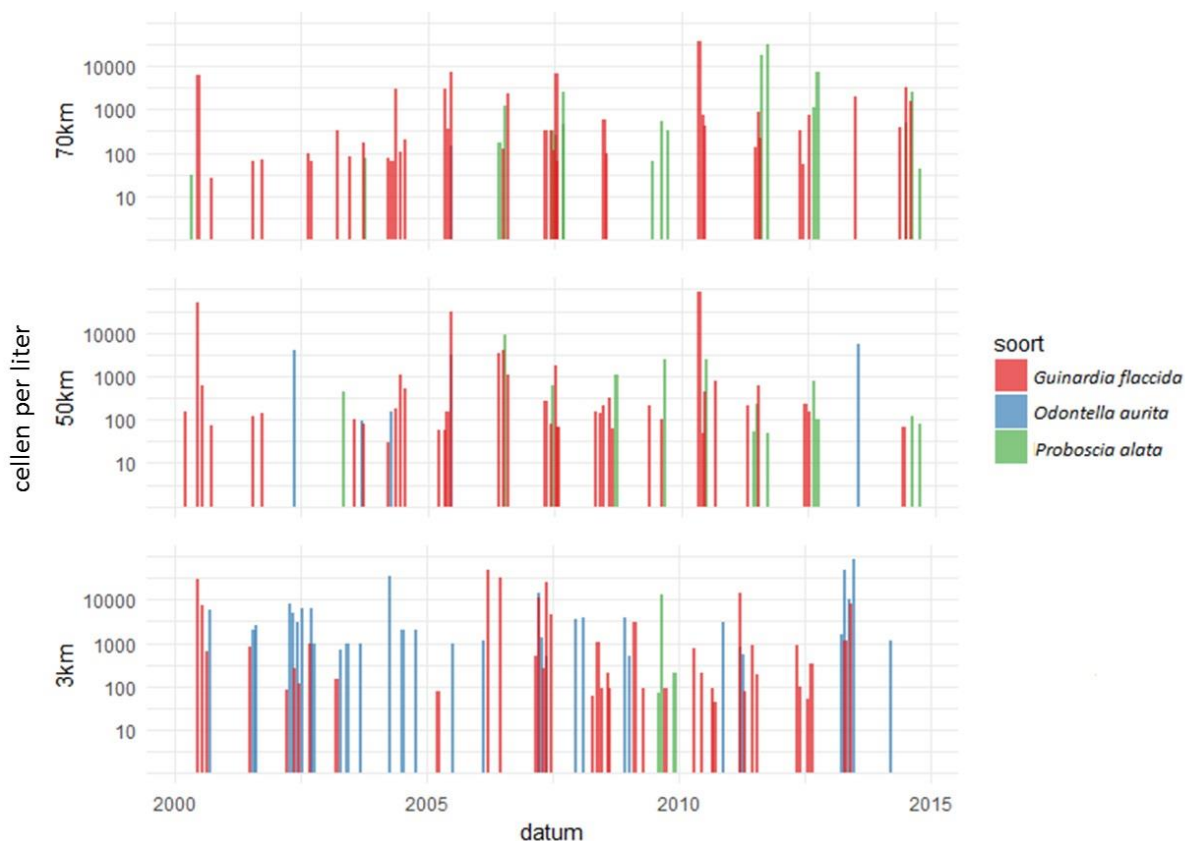 cellen per liter
70km
10000
1000
100
10
50km
10000
1000
100
10
3km
10000
1000
100
10
2000 2005 2010 2015
datum
soort
Guinardia flaccida
Odontella aurita
Proboscia alata